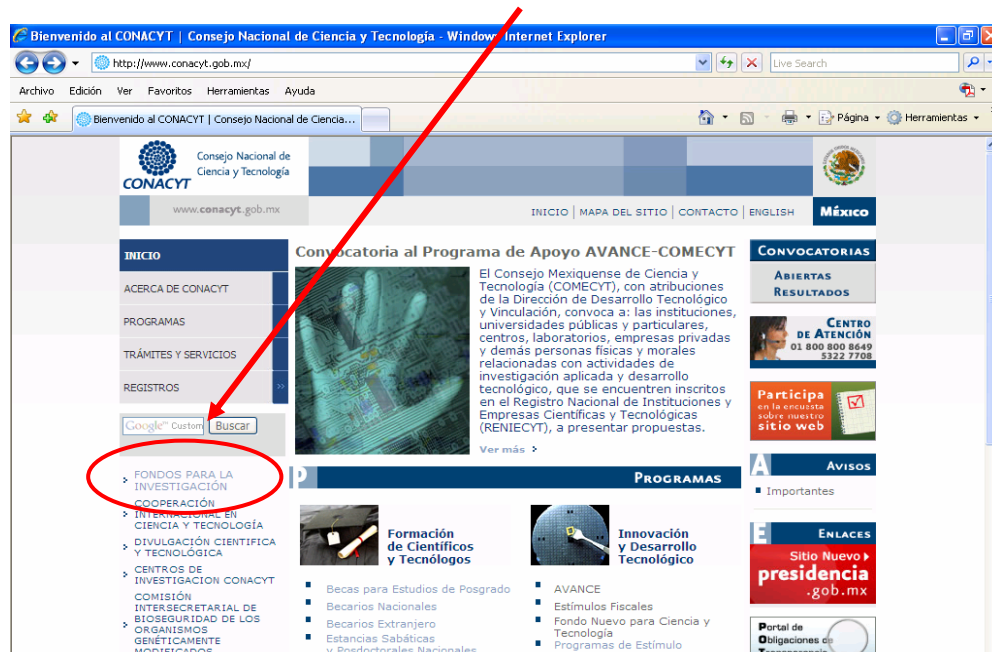 Bienvenido al CONACYT | Consejo Nacional de Ciencia y Tecnología - Windows Internet Explorer
http://www.conacyt.gob.mx/
Live Search
Archivo Edición Ver Favoritos Herramientas Ayuda
Bienvenido al CONACYT | Consejo Nacional de Ciencia...
Página Herramientas
Consejo Nacional de
Ciencia y Tecnología
CONACYT
www.conacyt.gob.mx
INICIO | MAPA DEL SITIO | CONTACTO | ENGLISH
MÉXICO
INICIO
ACERCA DE CONACYT
PROGRAMAS
TRÁMITES Y SERVICIOS
REGISTROS
Google™ Custom Buscar
FONDOS PARA LA
INVESTIGACIÓN
COOPERACIÓN
INTERNACIONAL EN
CIENCIA Y TECNOLOGÍA
DIVULGACIÓN CIENTIFICA
Y TECNOLÓGICA
CENTROS DE
INVESTIGACION CONACYT
COMISIÓN
INTERSECRETARIAL DE
BIOSEGURIDAD DE LOS
ORGANISMOS
GENÉTICAMENTE
MODIFICADOS
Convocatoria al Programa de Apoyo AVANCE-COMECYT
El Consejo Mexiquense de Ciencia y
Tecnología (COMECYT), con atribuciones
de la Dirección de Desarrollo Tecnológico
y Vinculación, convoca a: las instituciones,
universidades públicas y particulares,
centros, laboratorios, empresas privadas
y demás personas físicas y morales
relacionadas con actividades de
investigación aplicada y desarrollo
tecnológico, que se encuentren inscritos
en el Registro Nacional de Instituciones y
Empresas Científicas y Tecnológicas
(RENIECYT), a presentar propuestas.
Ver más
P PROGRAMAS
Formación
de Científicos
y Tecnólogos
Becas para Estudios de Posgrado
Becarios Nacionales
Becarios Extranjero
Estancias Sabáticas
y Posdoctorales Nacionales
Innovación
y Desarrollo
Tecnológico
AVANCE
Estímulos Fiscales
Fondo Nuevo para Ciencia y
Tecnología
Programas de Estímulo
CONVOCATORIAS
ABIERTAS
RESULTADOS
CENTRO
DE ATENCIÓN
01 800 800 8649
5322 7708
Participa
en la encuesta
sobre nuestro
sitio web
A AVISOS
Importantes
E ENLACES
Sitio Nuevo
presidencia
.gob.mx
Portal de
Obligaciones de
Transparencia